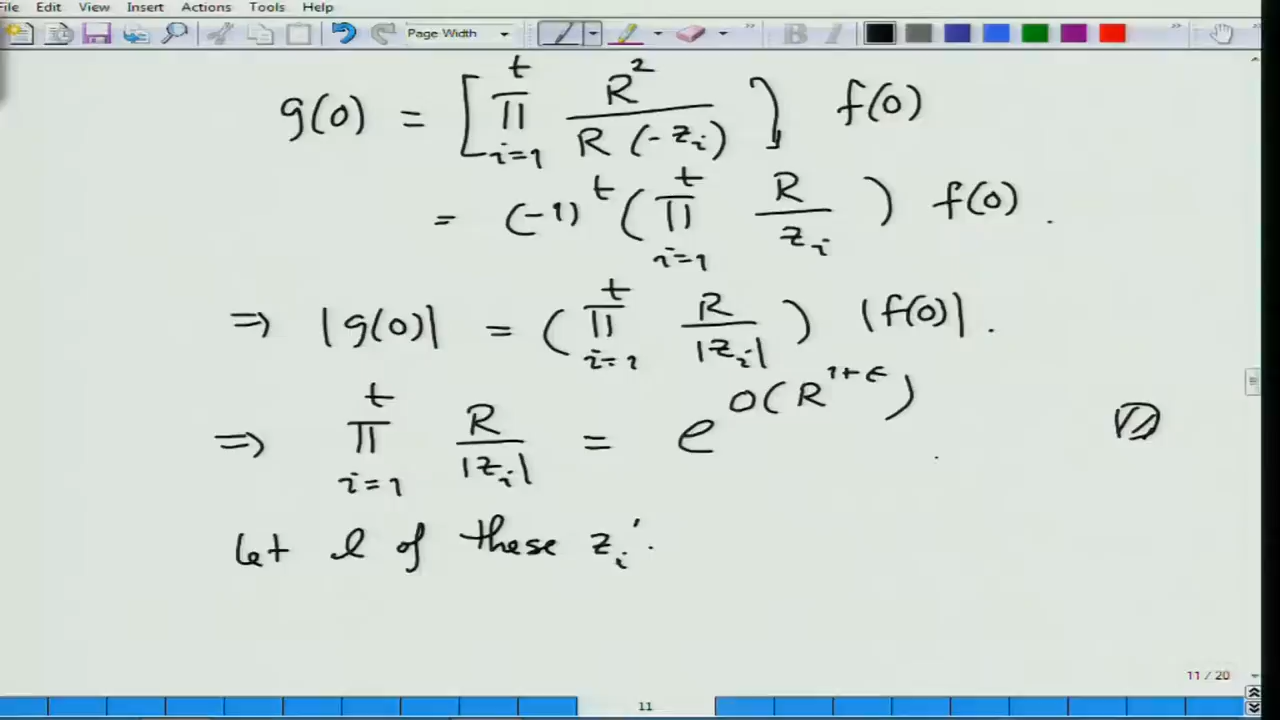 File Edit View Insert Actions Tools Help
Page Width
g(0) = [ t Π i=1 R² / R (-z_i) ] f(0)
= (-1)^t ( t Π i=1 R / z_i ) f(0) .
⇒ |g(0)| = ( t Π i=1 R / |z_i| ) |f(0)| .
⇒ t Π i=1 R / |z_i| = e^{O(R^{1+ε})}
Let l of these z_i'
11 / 20
11